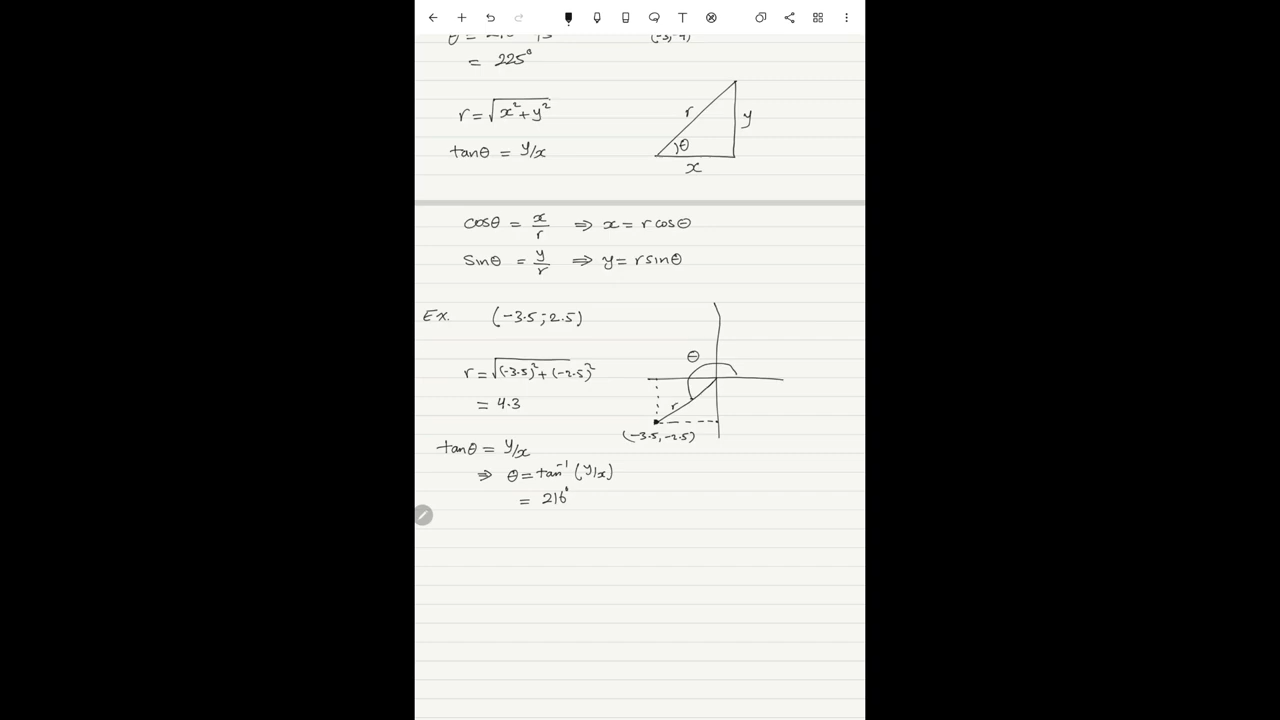 = 225°
r = √x² + y²
r
y
θ
tanθ = y/x
x
cosθ = x/r ⇒ x = r cosθ
sinθ = y/r ⇒ y = r sinθ
Ex. (-3.5, 2.5)
θ
r = √(-3.5)² + (-2.5)²
= 4.3
r
(-3.5, -2.5)
tanθ = y/x
⇒ θ = tan⁻¹ (y/x)
= 216°